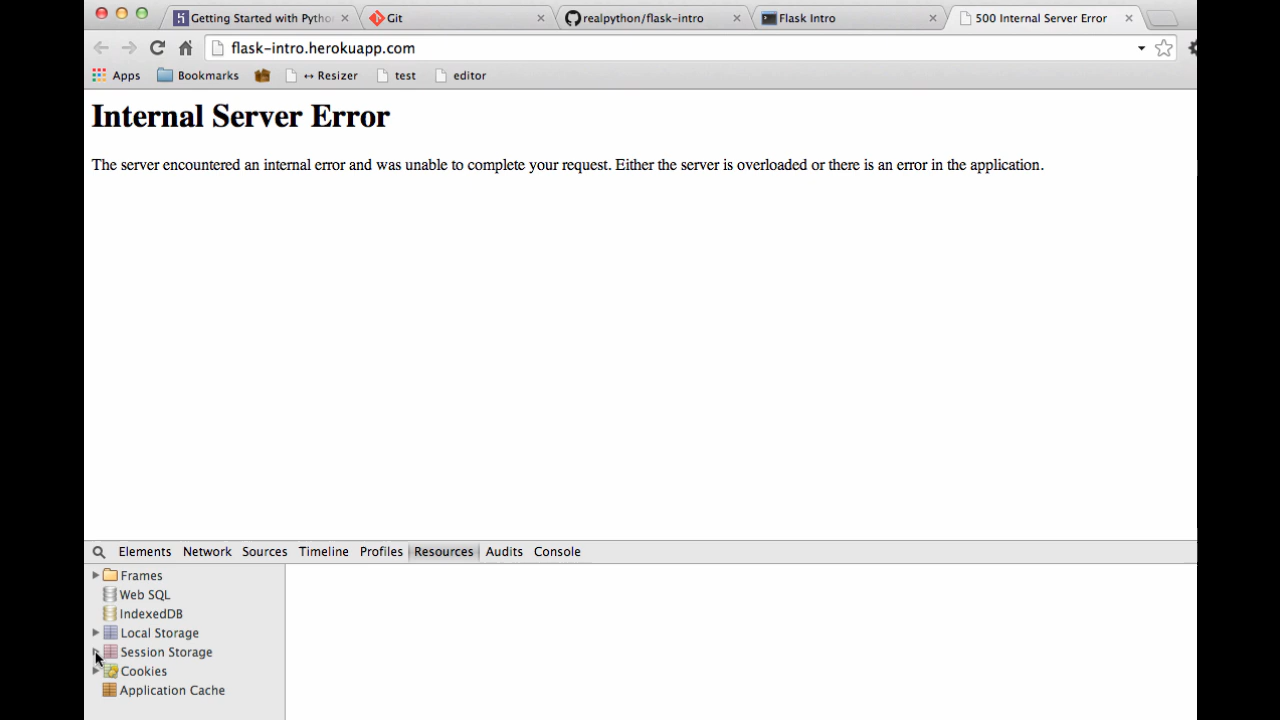 Getting Started with Pytho
Git
realpython/flask-intro
Flask Intro
500 Internal Server Error
flask-intro.herokuapp.com
Apps
Bookmarks
↔ Resizer
test
editor
Internal Server Error
The server encountered an internal error and was unable to complete your request. Either the server is overloaded or there is an error in the application.
Elements Network Sources Timeline Profiles Resources Audits Console
Frames
Web SQL
IndexedDB
Local Storage
Session Storage
Cookies
Application Cache